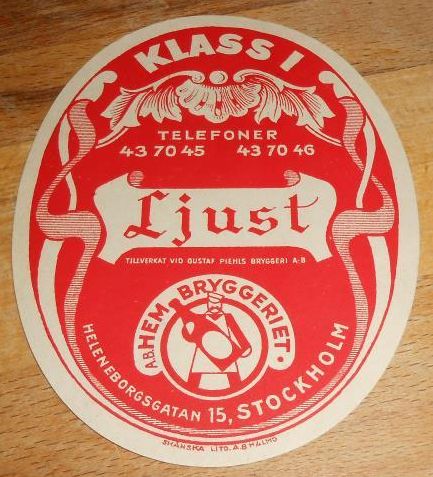 KLASS I
TELEFONER
43 70 45 43 70 46
Ljust
TILLVERKAT VID GUSTAF PIEHLS BRYGGERI A-B
A.B. HEM-BRYGGERIET.
HELENEBORGSGATAN 15, STOCKHOLM
SKÅNSKA LITO. A.B MALMÖ